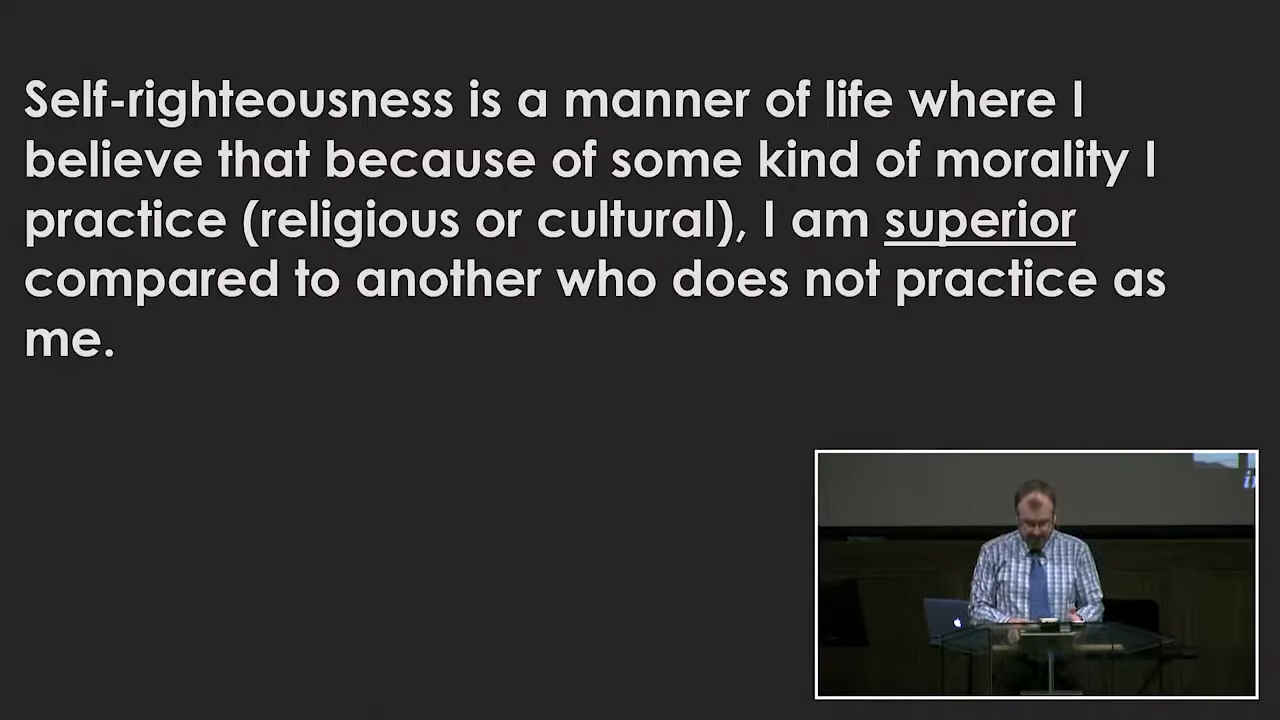 Self-righteousness is a manner of life where I
believe that because of some kind of morality I
practice (religious or cultural), I am superior
compared to another who does not practice as
me.